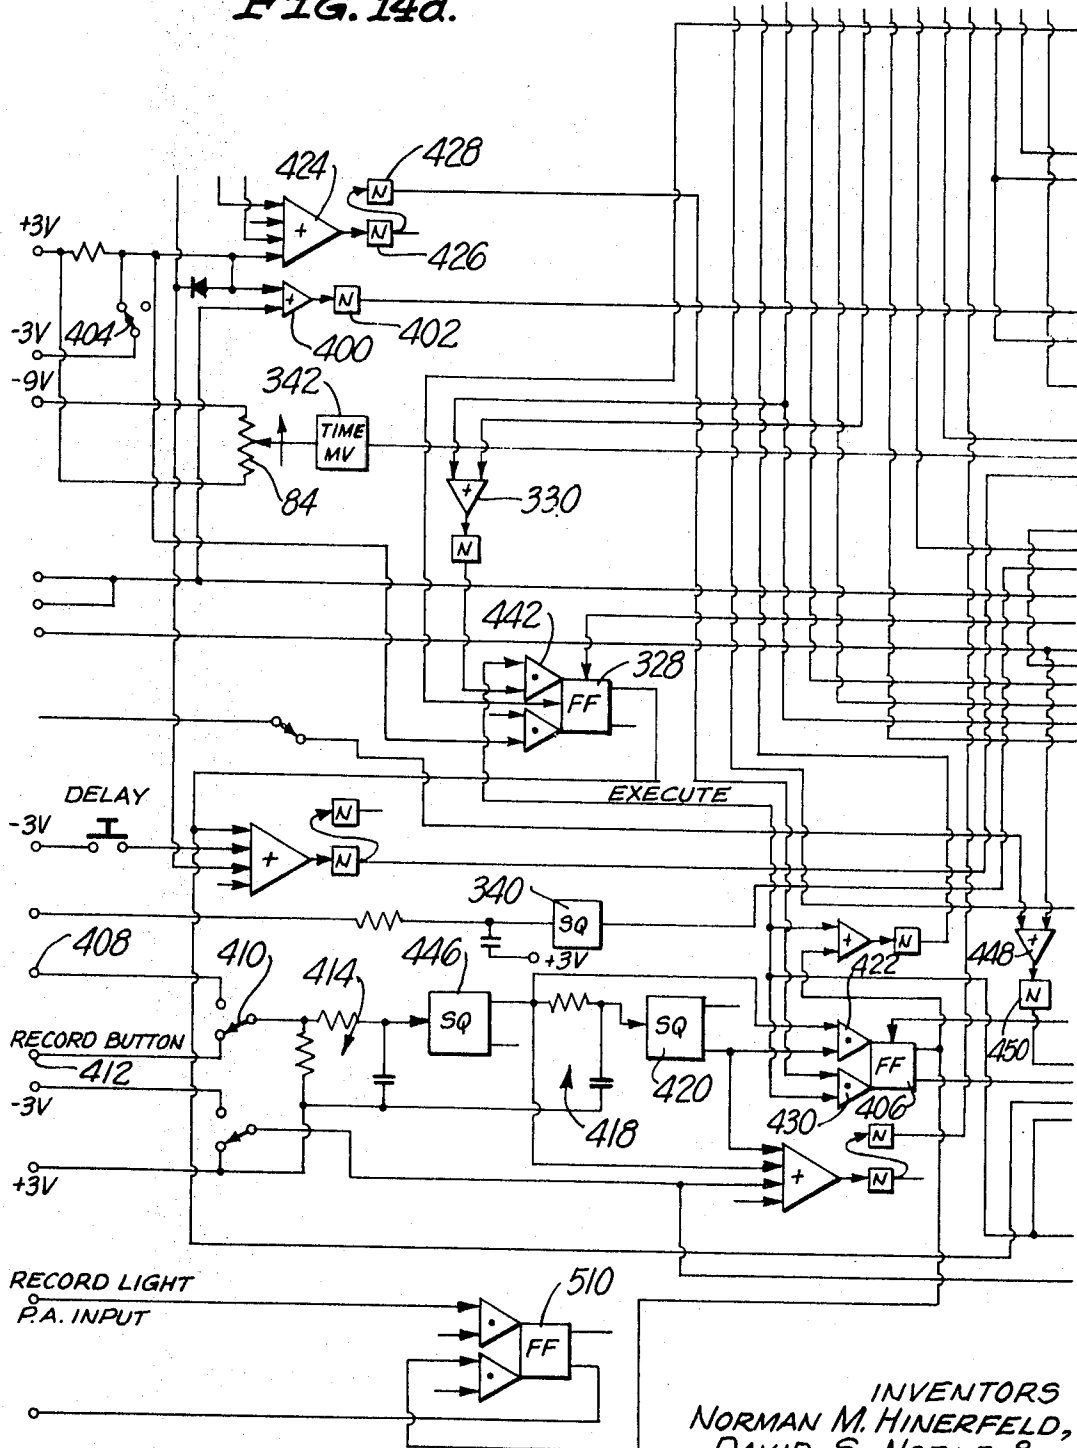 FIG. 14a.
428
424
N
+3V
+
N
426
+
N
-3V
404
402
400
-9V
342
TIME
MV
84
+
330
N
442
328
FF
EXECUTE
DELAY
N
-3V
+
N
340
SQ
+3V
408
410
414
446
SQ
SQ
+
N
422
+
448
N
450
RECORD BUTTON
412
-3V
418
420
FF
430
406
N
+
N
+3V
RECORD LIGHT
510
P.A. INPUT
FF
INVENTORS
NORMAN M. HINERFELD,
DAVID S.